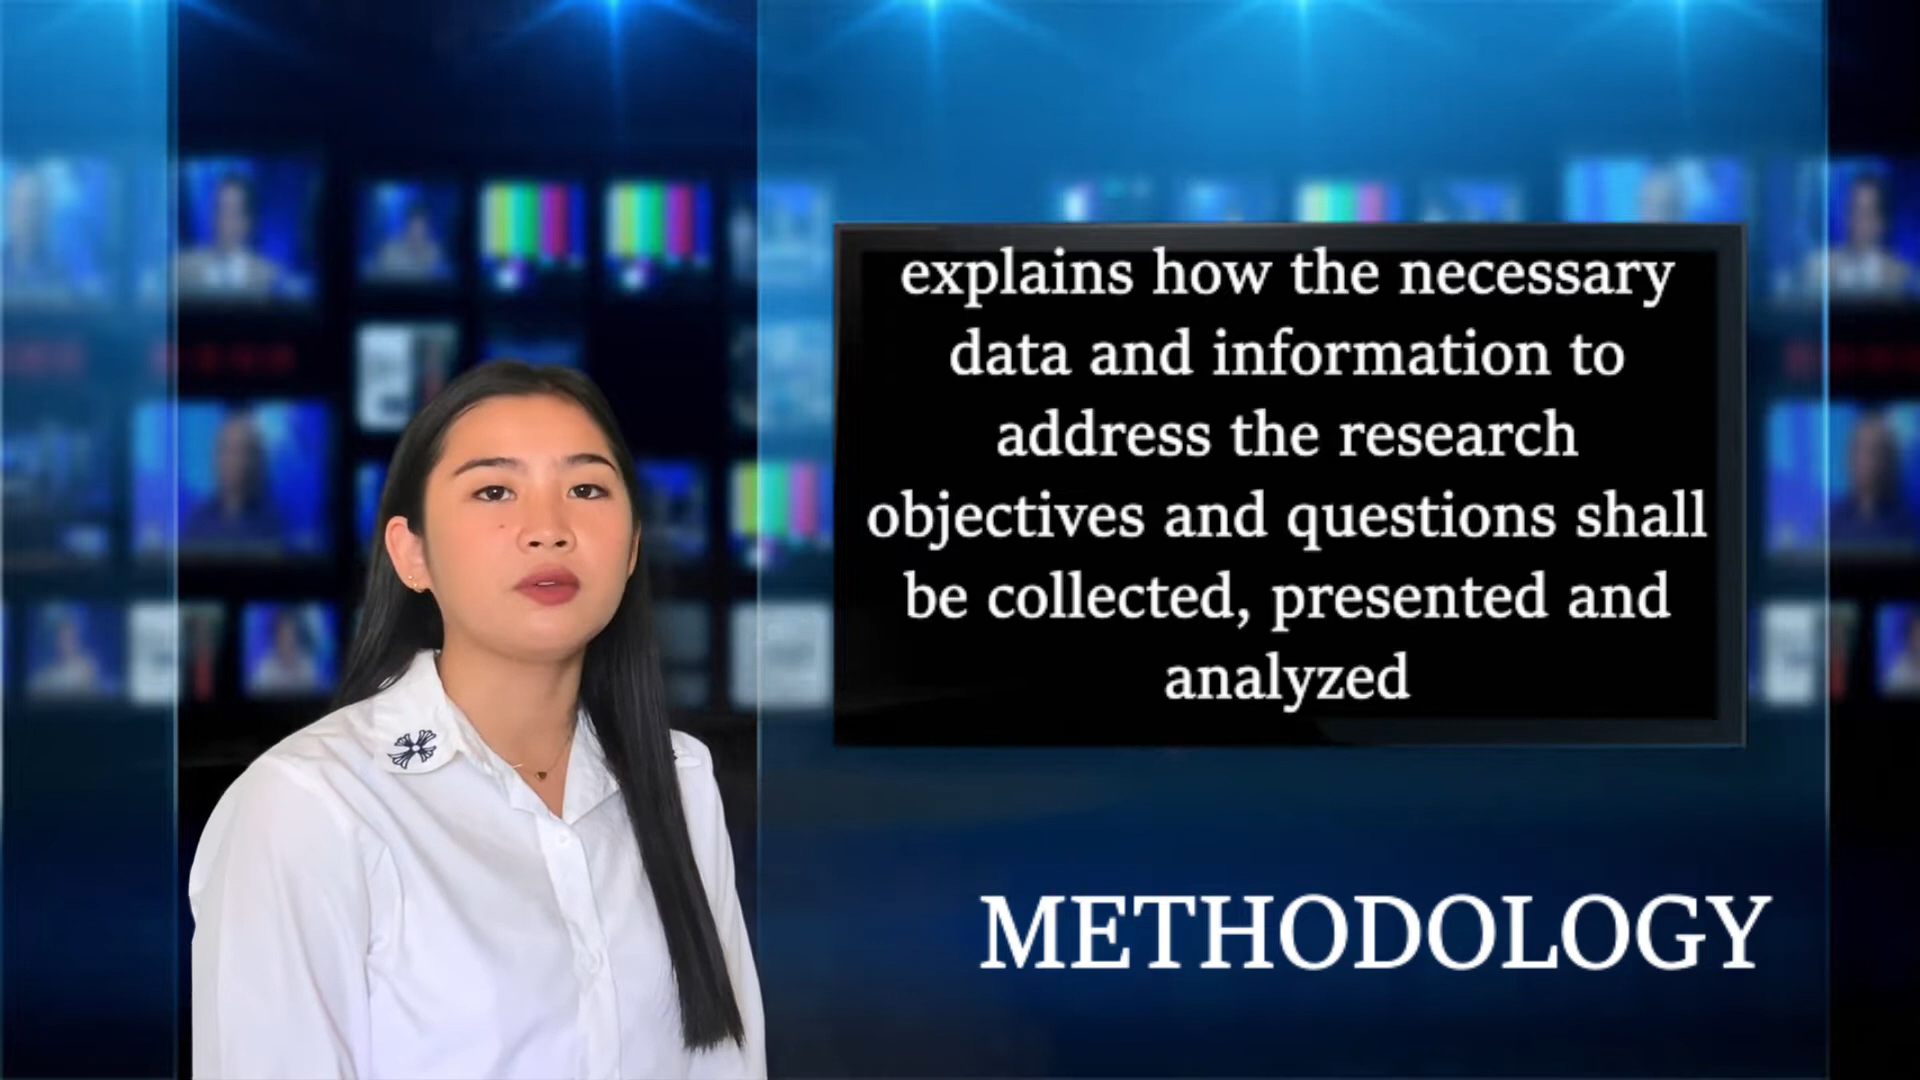 explains how the necessary
data and information to
address the research
objectives and questions shall
be collected, presented and
analyzed
METHODOLOGY